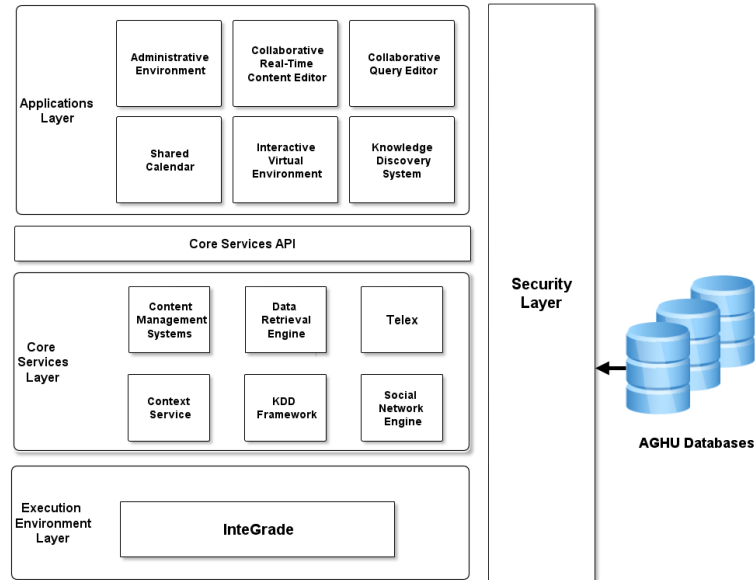 Applications
Layer
Administrative
Environment
Collaborative
Real-Time
Content Editor
Collaborative
Query Editor
Shared
Calendar
Interactive
Virtual
Environment
Knowledge
Discovery
System
Core Services API
Core
Services
Layer
Content
Management
Systems
Data
Retrieval
Engine
Telex
Context
Service
KDD
Framework
Social
Network
Engine
Execution
Environment
Layer
InteGrade
Security
Layer
AGHU Databases